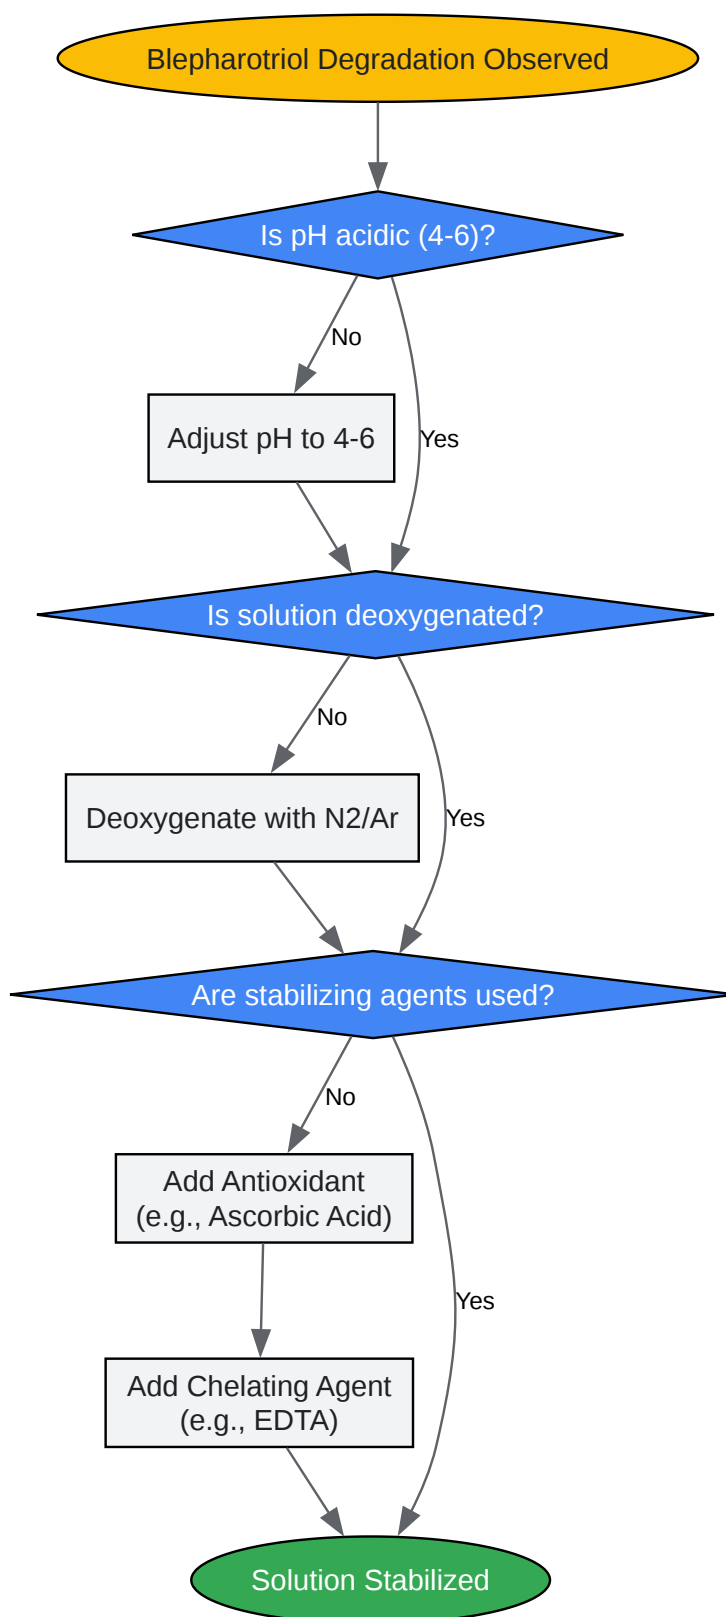 Blepharotriol Degradation Observed
Is pH acidic (4-6)?
No
Adjust pH to 4-6
Yes
Is solution deoxygenated?
No
Deoxygenate with N2/Ar
Yes
Are stabilizing agents used?
No
Add Antioxidant
(e.g., Ascorbic Acid)
Yes
Add Chelating Agent
(e.g., EDTA)
Solution Stabilized